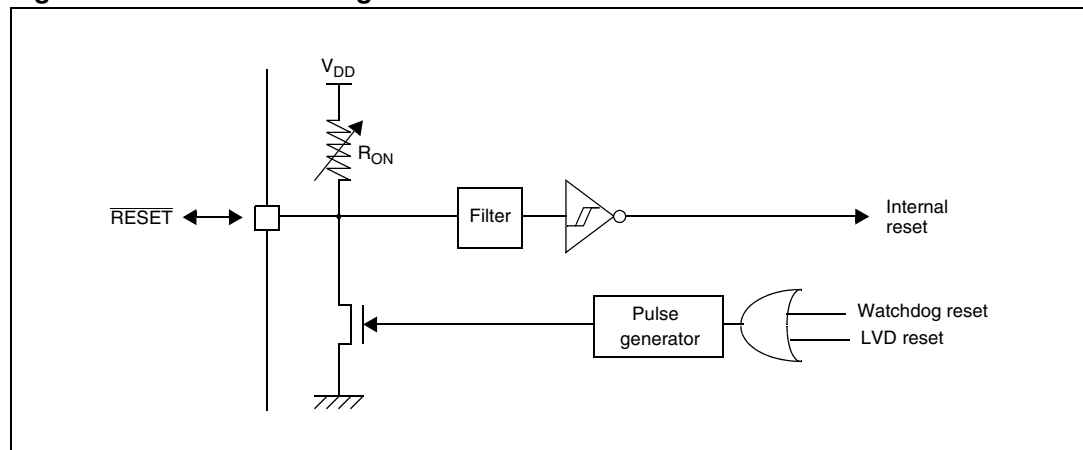 V_DD
R_ON
RESET
Filter
Internal
reset
Pulse
generator
Watchdog reset
LVD reset